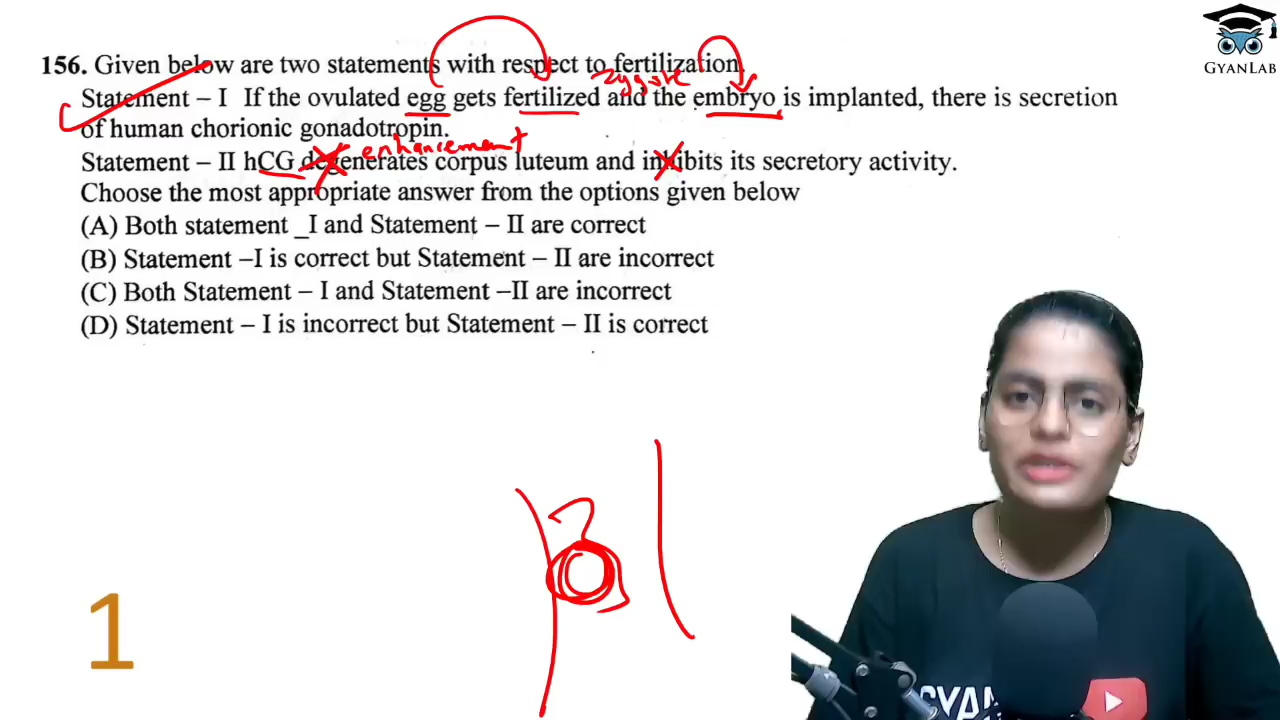 GYANLAB
156. Given below are two statements with respect to fertilization
zygote
Statement – I If the ovulated egg gets fertilized and the embryo is implanted, there is secretion
of human chorionic gonadotropin.
enhancement
Statement – II hCG degenerates corpus luteum and inhibits its secretory activity.
Choose the most appropriate answer from the options given below
(A) Both statement _I and Statement – II are correct
(B) Statement –I is correct but Statement – II are incorrect
(C) Both Statement – I and Statement –II are incorrect
(D) Statement – I is incorrect but Statement – II is correct
1